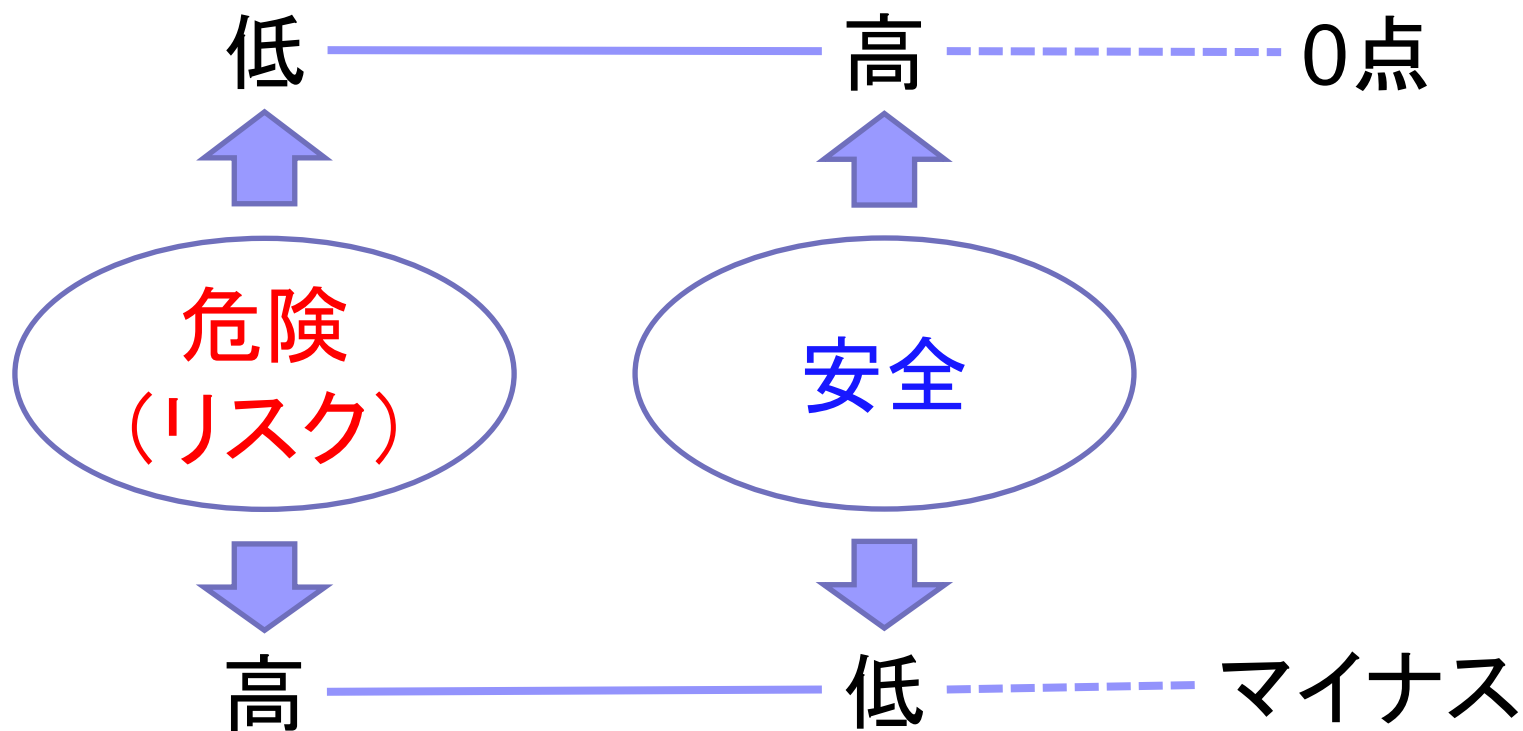 低 高 0点
危険
（リスク）
安全
高 低 マイナス